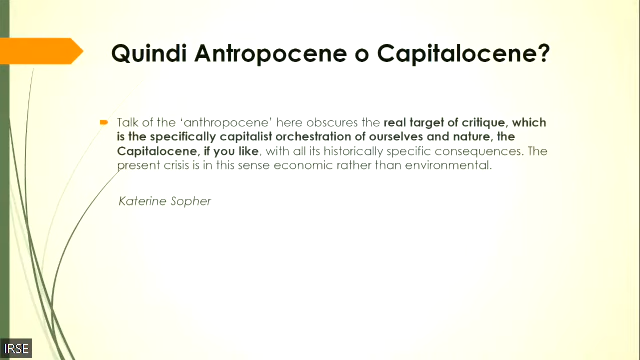 Quindi Antropocene o Capitalocene?
Talk of the ‘anthropocene’ here obscures the real target of critique, which
is the specifically capitalist orchestration of ourselves and nature, the
Capitalocene, if you like, with all its historically specific consequences. The
present crisis is in this sense economic rather than environmental.
Katerine Sopher
IRSE